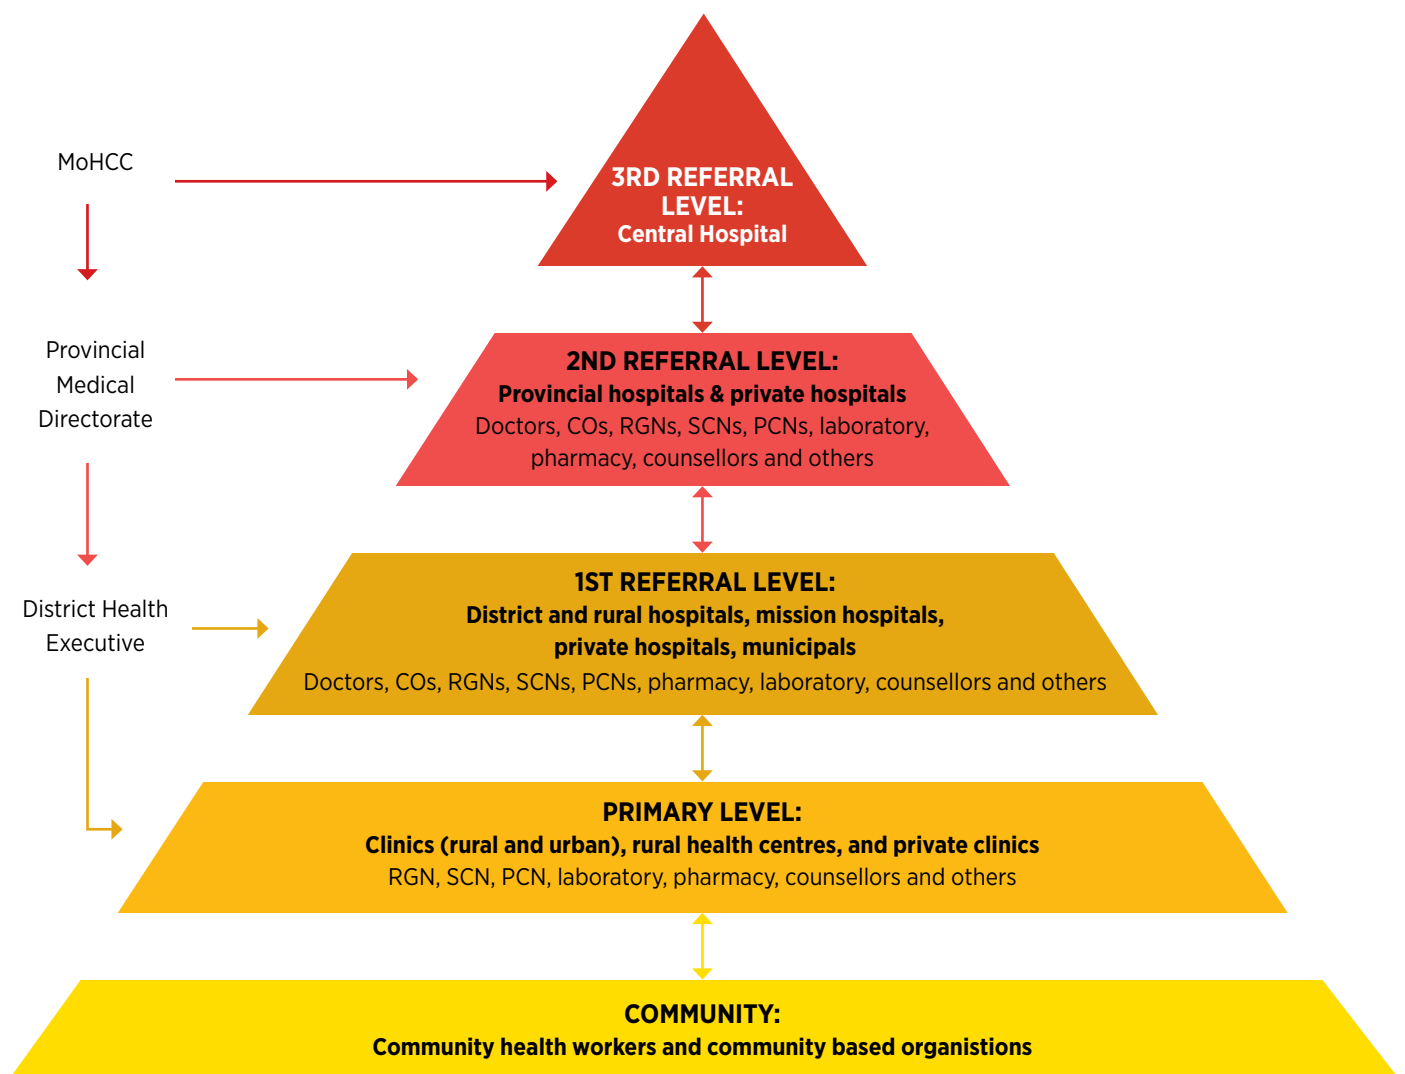 MoHCC
3RD REFERRAL
LEVEL:
Central Hospital
Provincial
Medical
Directorate
2ND REFERRAL LEVEL:
Provincial hospitals & private hospitals
Doctors, COs, RGNs, SCNs, PCNs, laboratory,
pharmacy, counsellors and others
District Health
Executive
1ST REFERRAL LEVEL:
District and rural hospitals, mission hospitals,
private hospitals, municipals
Doctors, COs, RGNs, SCNs, PCNs, pharmacy, laboratory, counsellors and others
PRIMARY LEVEL:
Clinics (rural and urban), rural health centres, and private clinics
RGN, SCN, PCN, laboratory, pharmacy, counsellors and others
COMMUNITY:
Community health workers and community based organistions